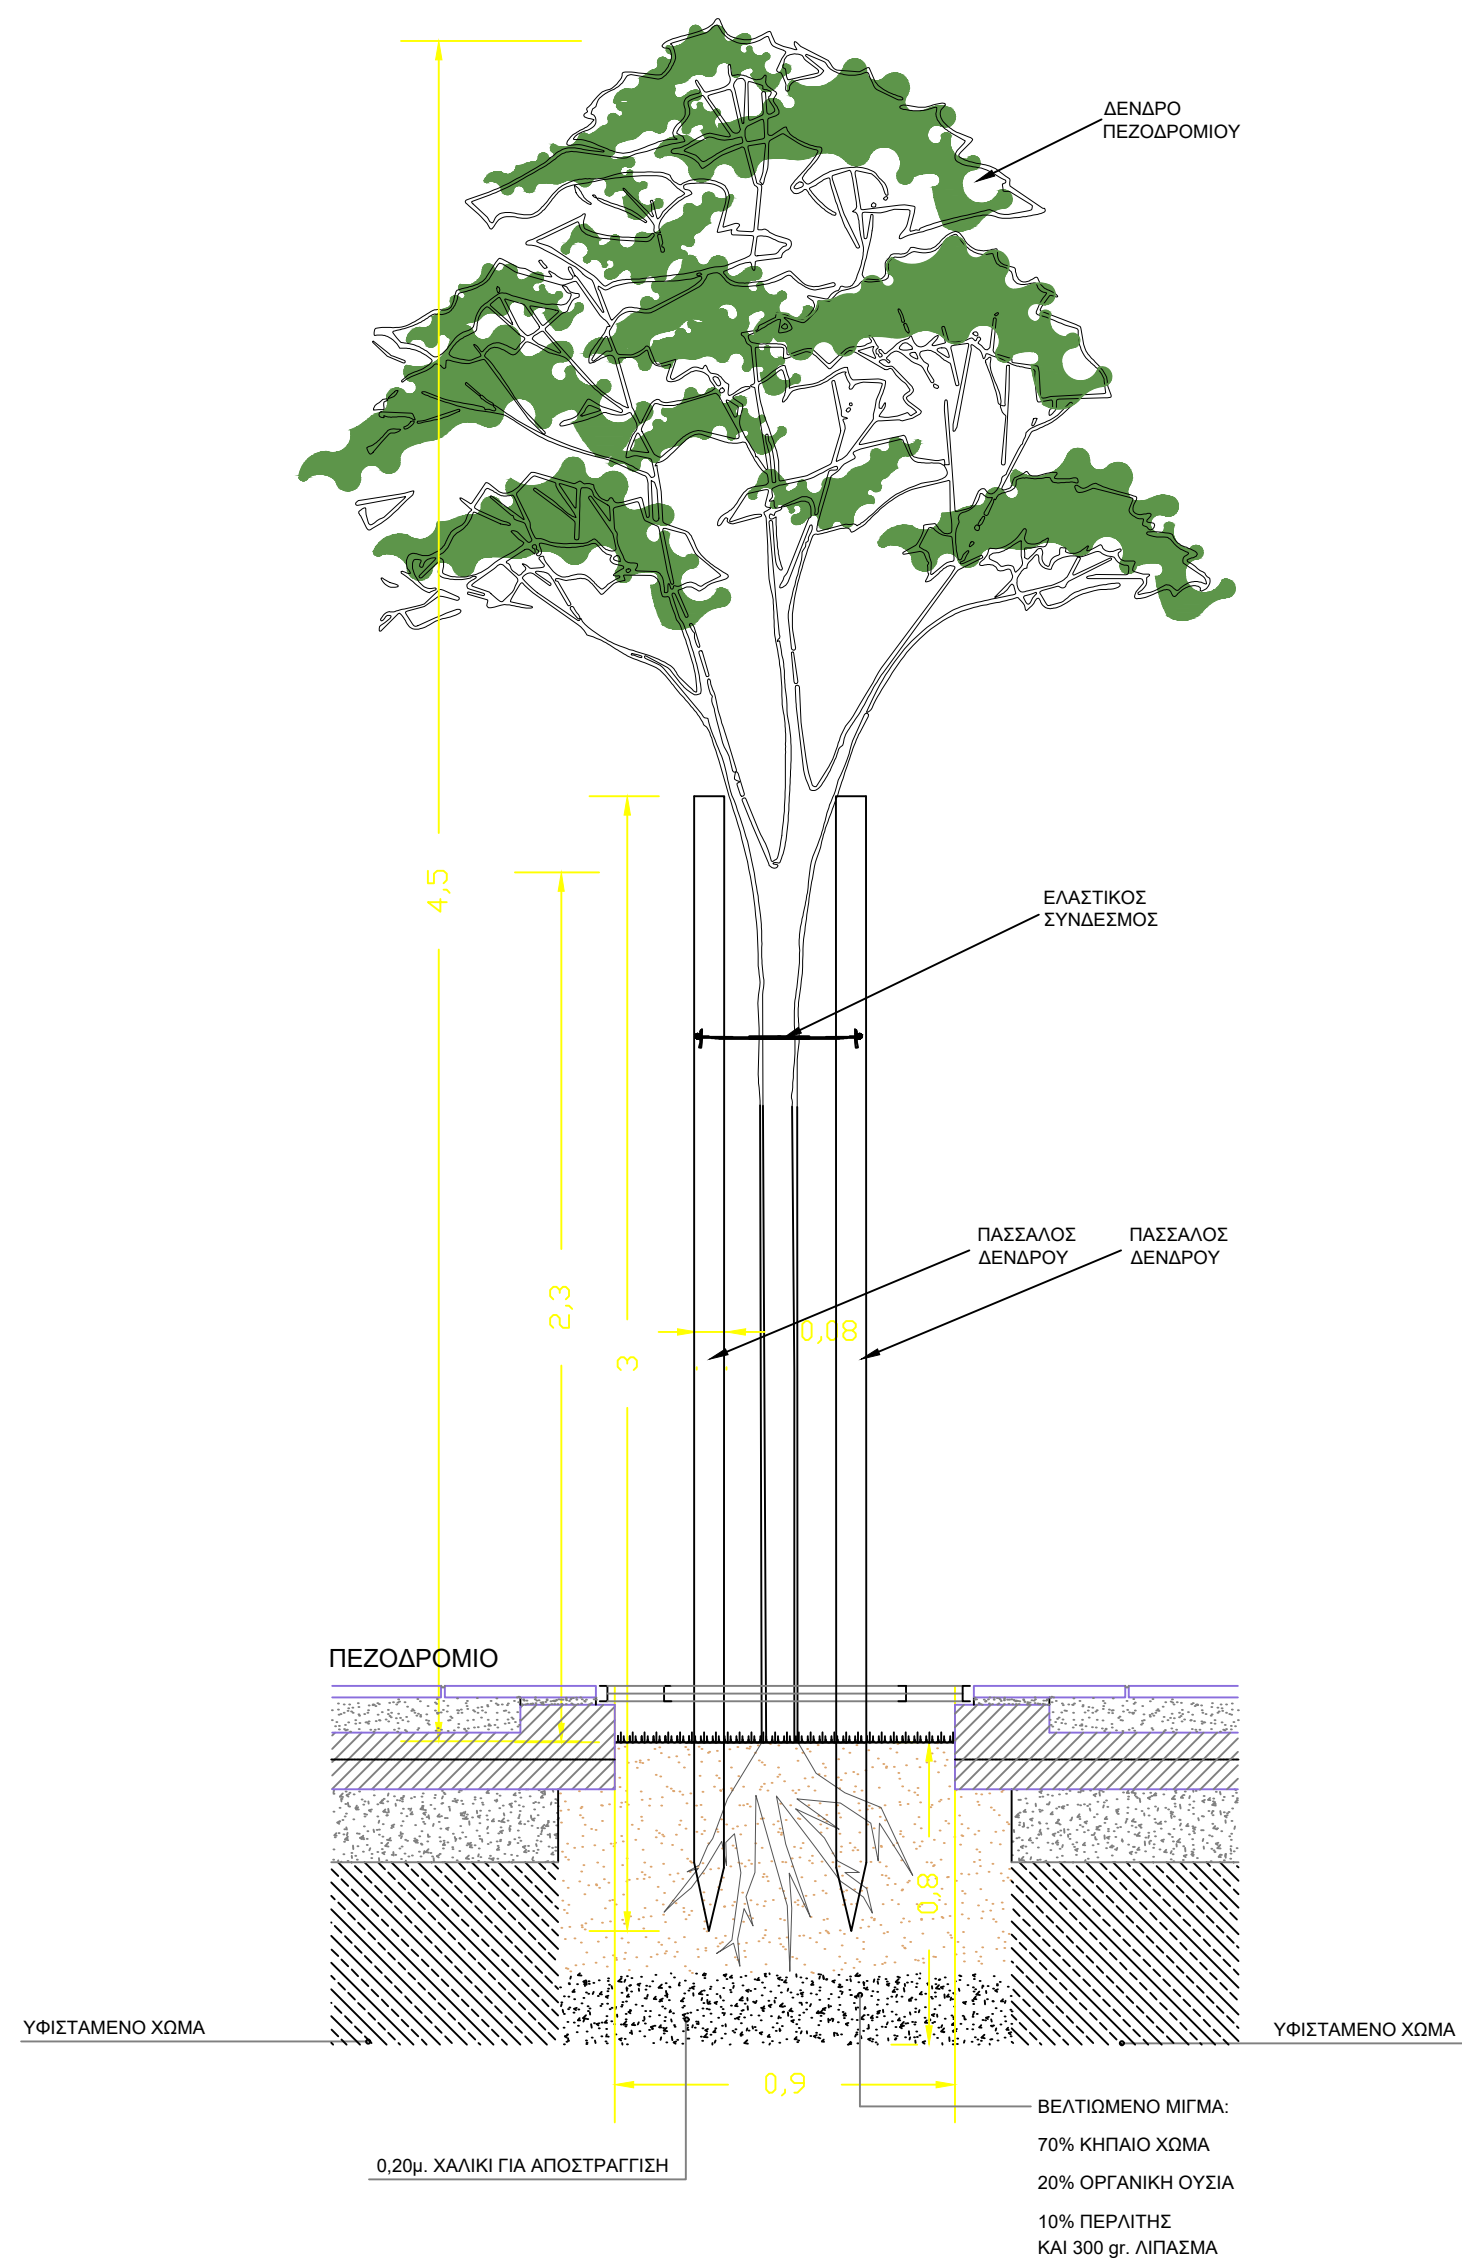 ΔΕΝΔΡΟ
ΠΕΖΟΔΡΟΜΙΟΥ
4,5
ΕΛΑΣΤΙΚΟΣ
ΣΥΝΔΕΣΜΟΣ
ΠΑΣΣΑΛΟΣ
ΔΕΝΔΡΟΥ
ΠΑΣΣΑΛΟΣ
ΔΕΝΔΡΟΥ
2,3
0,08
3
ΠΕΖΟΔΡΟΜΙΟ
0,8
ΥΦΙΣΤΑΜΕΝΟ ΧΩΜΑ
ΥΦΙΣΤΑΜΕΝΟ ΧΩΜΑ
0,9
0,20μ. ΧΑΛΙΚΙ ΓΙΑ ΑΠΟΣΤΡΑΓΓΙΣΗ
ΒΕΛΤΙΩΜΕΝΟ ΜΙΓΜΑ:
70% ΚΗΠΑΙΟ ΧΩΜΑ
20% ΟΡΓΑΝΙΚΗ ΟΥΣΙΑ
10% ΠΕΡΛΙΤΗΣ
ΚΑΙ 300 gr. ΛΙΠΑΣΜΑ